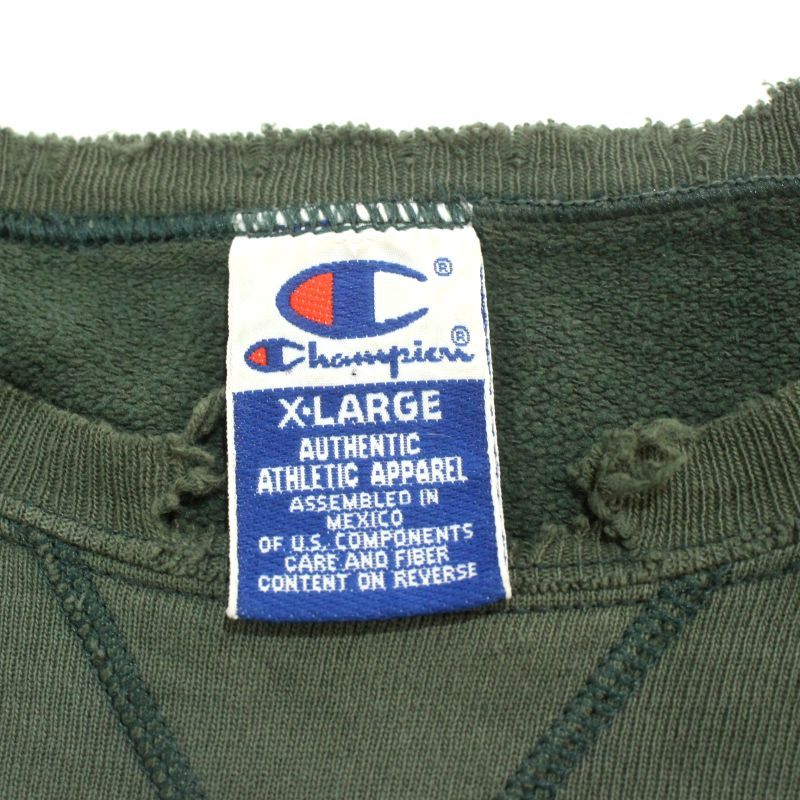 ®
Champion®
X·LARGE
AUTHENTIC
ATHLETIC APPAREL
ASSEMBLED IN
MEXICO
OF U.S. COMPONENTS
CARE AND FIBER
CONTENT ON REVERSE